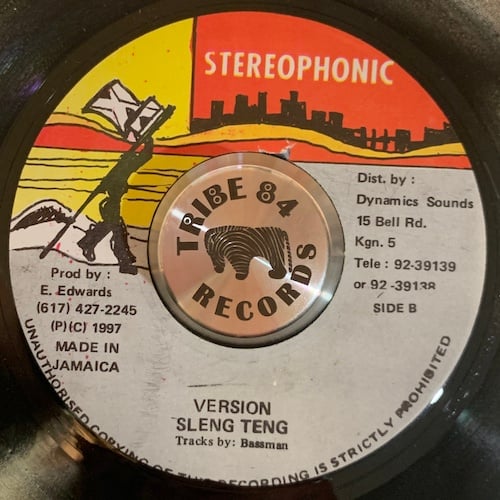 STEREOPHONIC
X
TRIBE 84
RECORDS
Dist. by :
Dynamics Sounds
15 Bell Rd.
Kgn. 5
Tele : 92-39139
or 92-39138
SIDE B
Prod by :
E. Edwards
(617) 427-2245
(P)(C) 1997
MADE IN
JAMAICA
VERSION
SLENG TENG
Tracks by: Bassman
UNAUTHORISED COPYING OF THIS RECORDING IS STRICTLY PROHIBITED